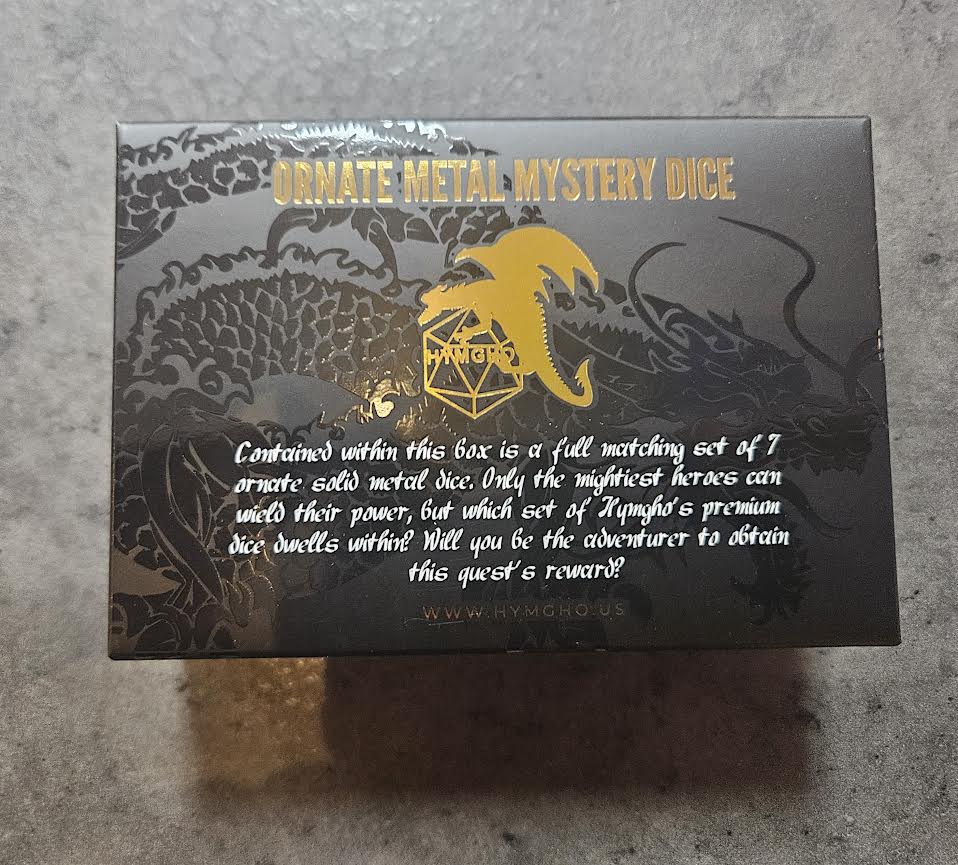 ORNATE METAL MYSTERY DICE
HYMGHO
Contained within this box is a full matching set of 7
ornate solid metal dice. Only the mightiest heroes can
wield their power, but which set of Hymgho's premium
dice dwells within? Will you be the adventurer to obtain
this quest's reward?
WWW.HYMGHO.US